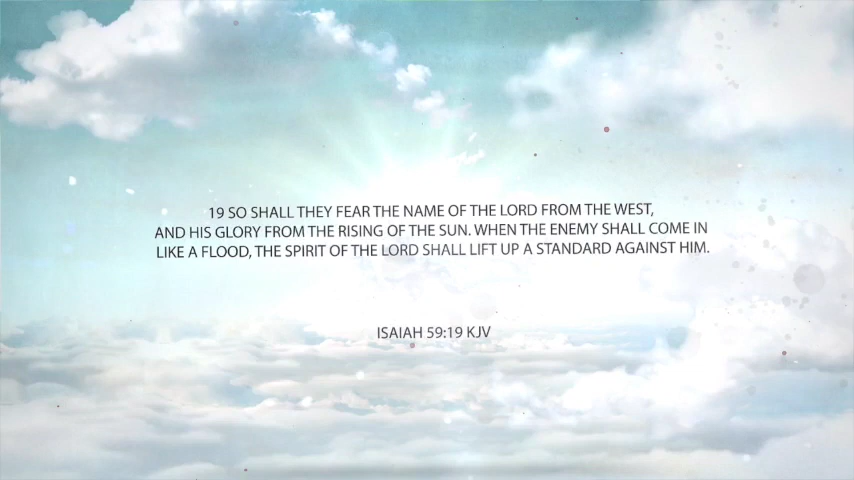 19 SO SHALL THEY FEAR THE NAME OF THE LORD FROM THE WEST,
AND HIS GLORY FROM THE RISING OF THE SUN. WHEN THE ENEMY SHALL COME IN
LIKE A FLOOD, THE SPIRIT OF THE LORD SHALL LIFT UP A STANDARD AGAINST HIM.
ISAIAH 59:19 KJV